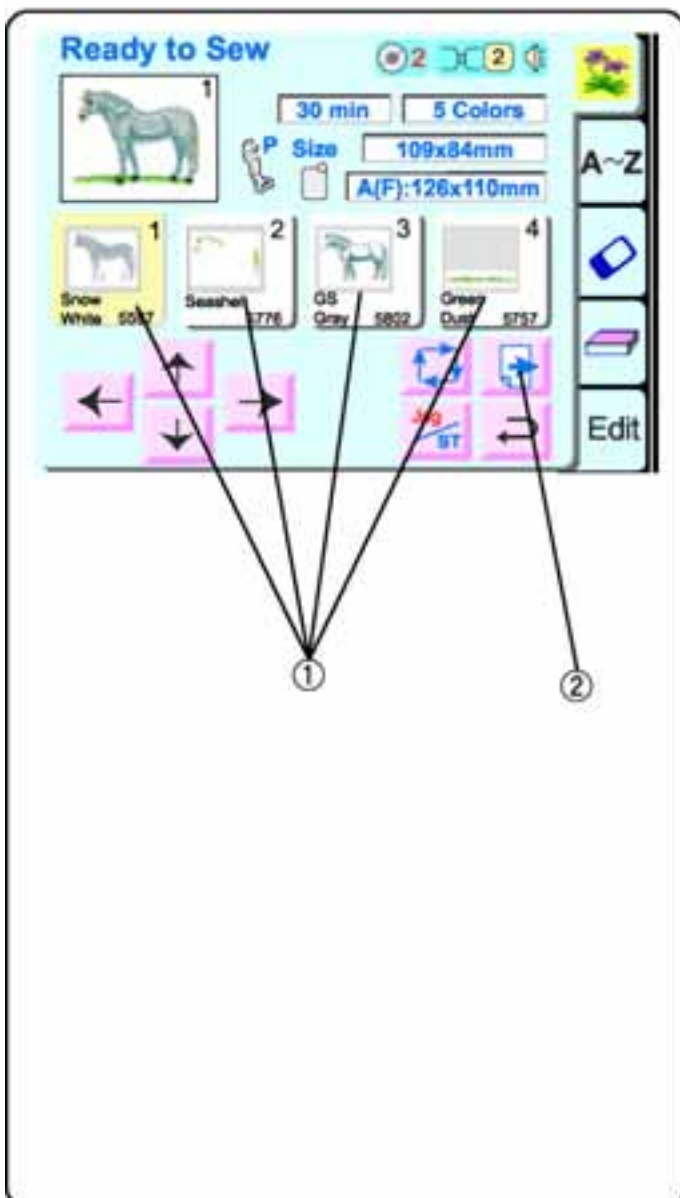 Ready to Sew
2 2
1
30 min 5 Colors
P Size 109x84mm
A(F):126x110mm
A~Z
1 2 3 4
Snow Seashell GS Green
White Gray 5802 Dust 5757
Edit
ST
① ②